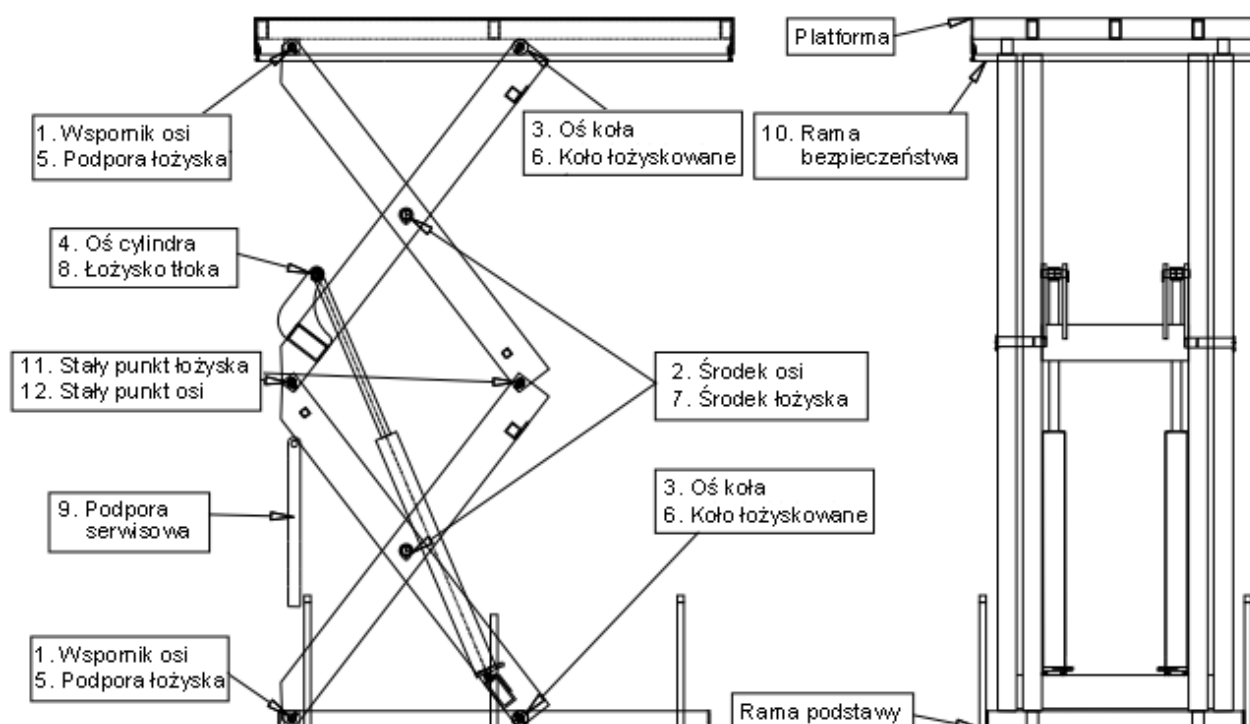 Platforma
1. Wspornik osi
5. Podpora łożyska
3. Oś koła
6. Koło łożyskowane
10. Rama
bezpieczeństwa
4. Oś cylindra
8. Łożysko tłoka
11. Stały punkt łożyska
12. Stały punkt osi
2. Środek osi
7. Środek łożyska
9. Podpora
serwisowa
3. Oś koła
6. Koło łożyskowane
1. Wspornik osi
5. Podpora łożyska
Rama podstawy